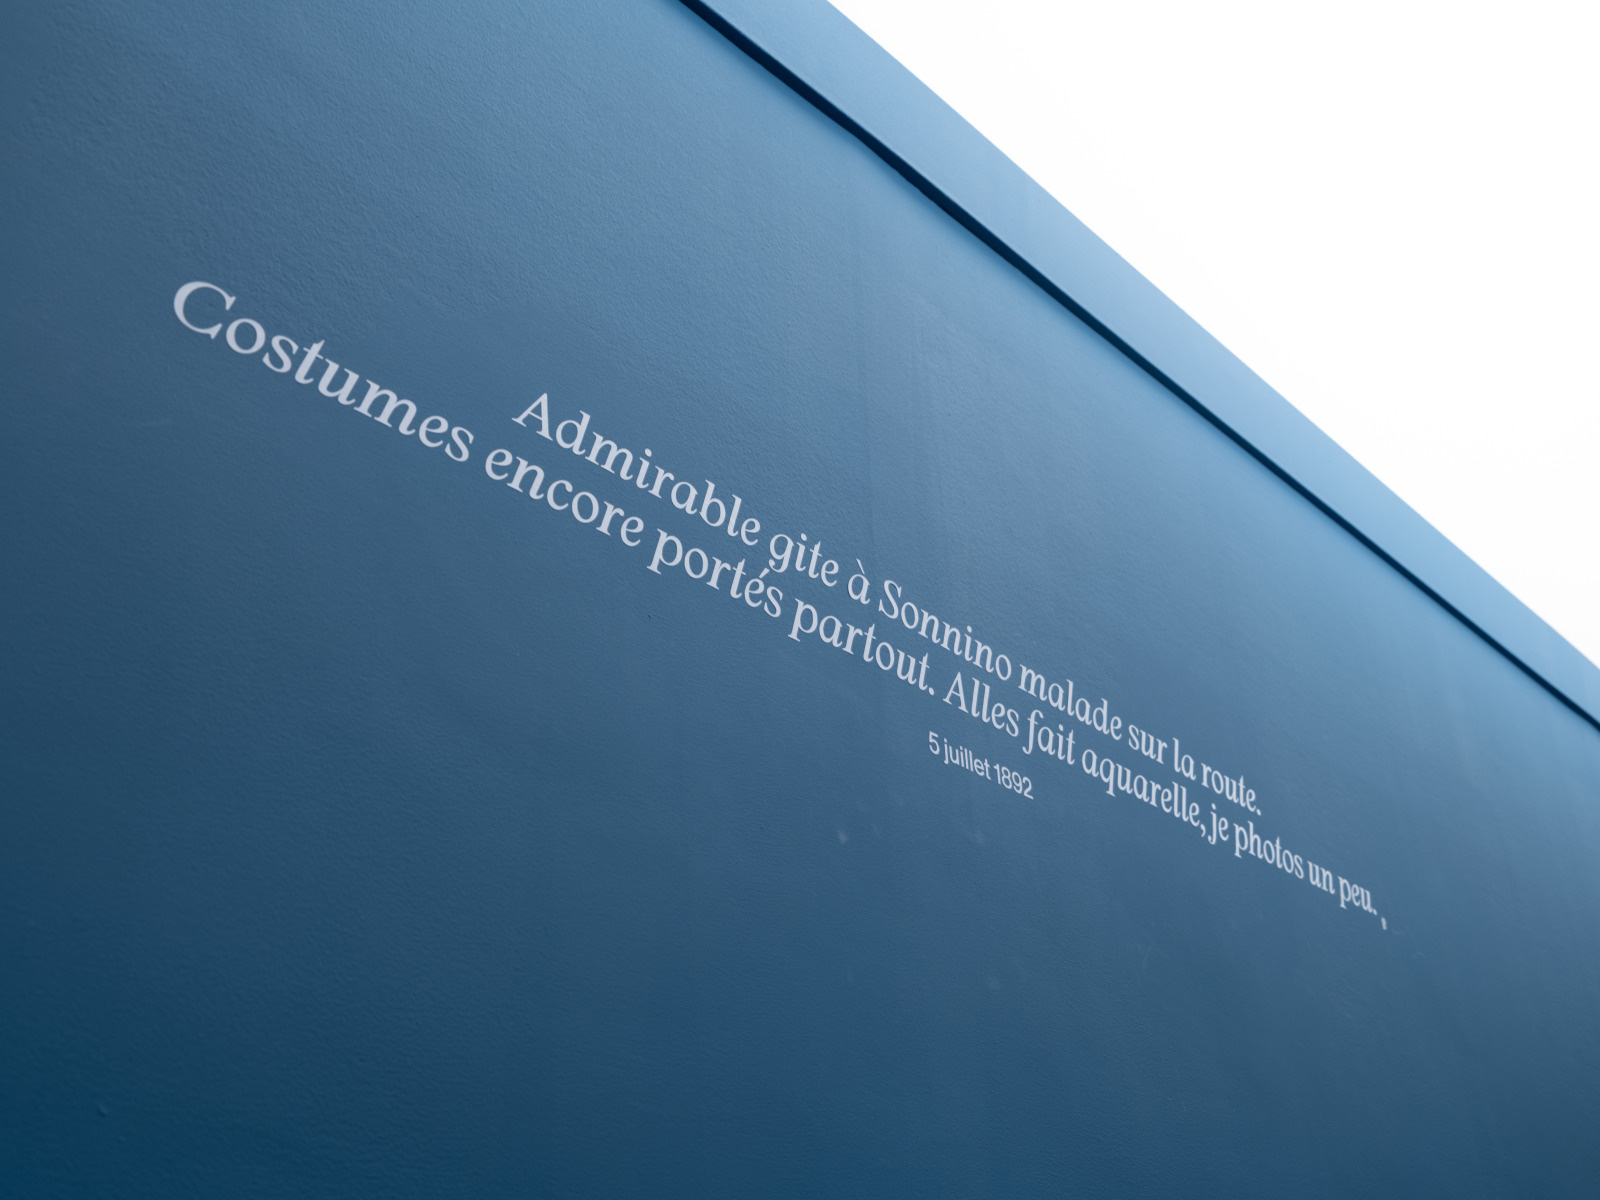 Admirable gite à Sonnino malade sur la route.
Costumes encore portés partout. Alles fait aquarelle, je photos un peu. ,
5 juillet 1892